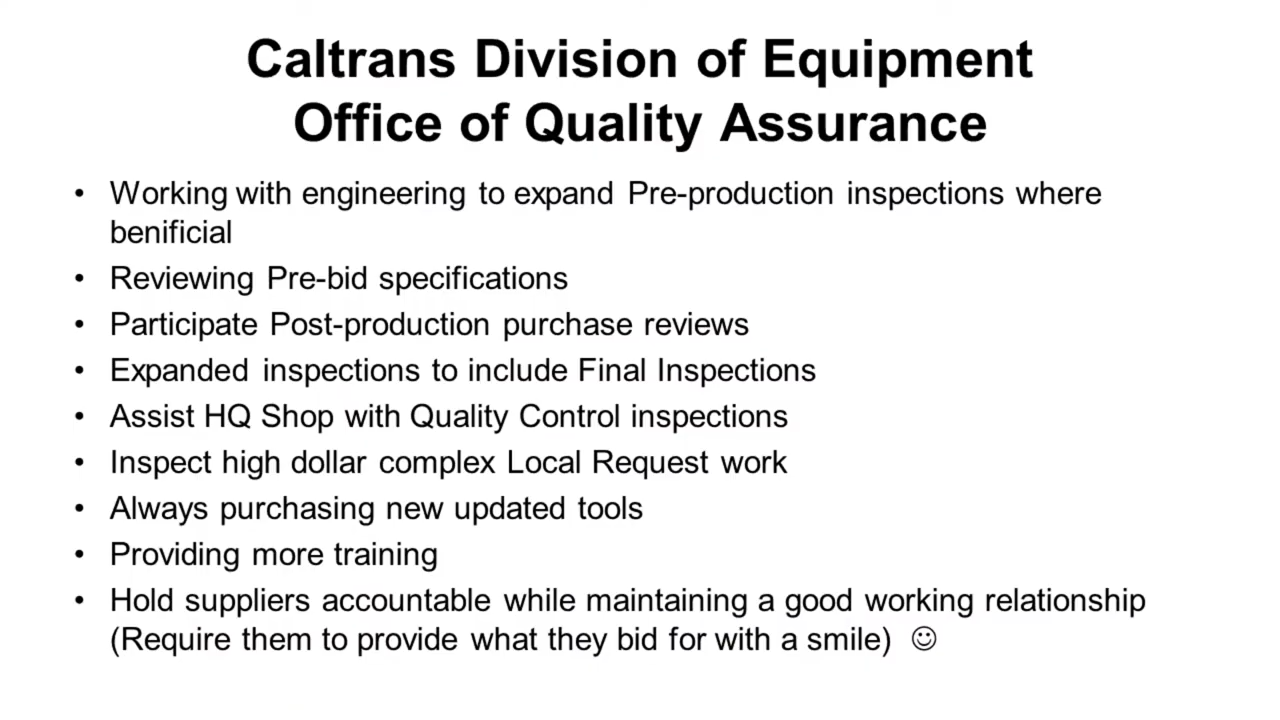 Caltrans Division of Equipment
Office of Quality Assurance
• Working with engineering to expand Pre-production inspections where
benificial
• Reviewing Pre-bid specifications
• Participate Post-production purchase reviews
• Expanded inspections to include Final Inspections
• Assist HQ Shop with Quality Control inspections
• Inspect high dollar complex Local Request work
• Always purchasing new updated tools
• Providing more training
• Hold suppliers accountable while maintaining a good working relationship
(Require them to provide what they bid for with a smile) ☺